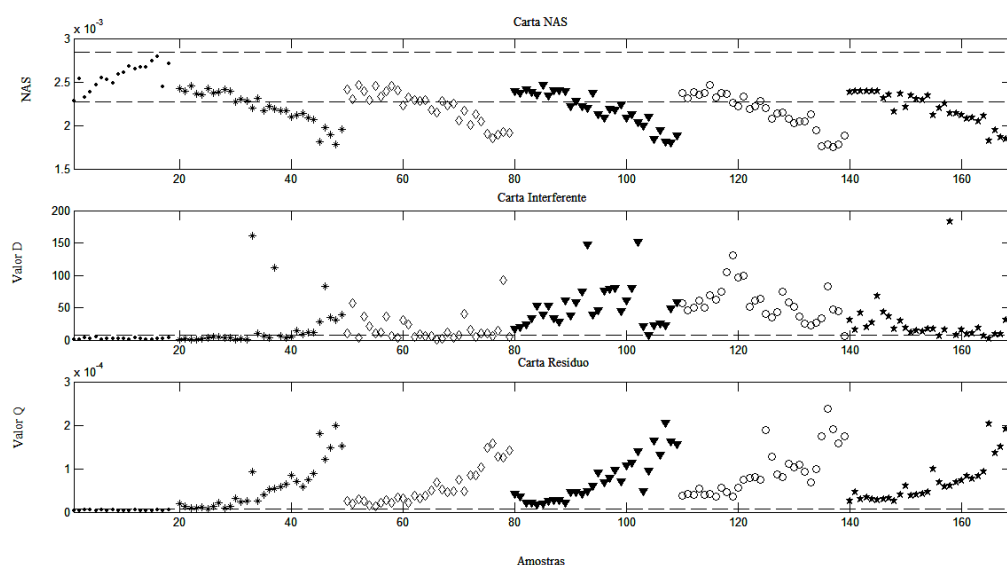 Carta NAS
x 10-3
3
2.5
2
1.5
NAS
20 40 60 80 100 120 140 160
Carta Interferente
200
150
100
50
0
Valor D
20 40 60 80 100 120 140 160
Carta Residuo
x 10-4
3
2
1
0
Valor Q
20 40 60 80 100 120 140 160
Amostras